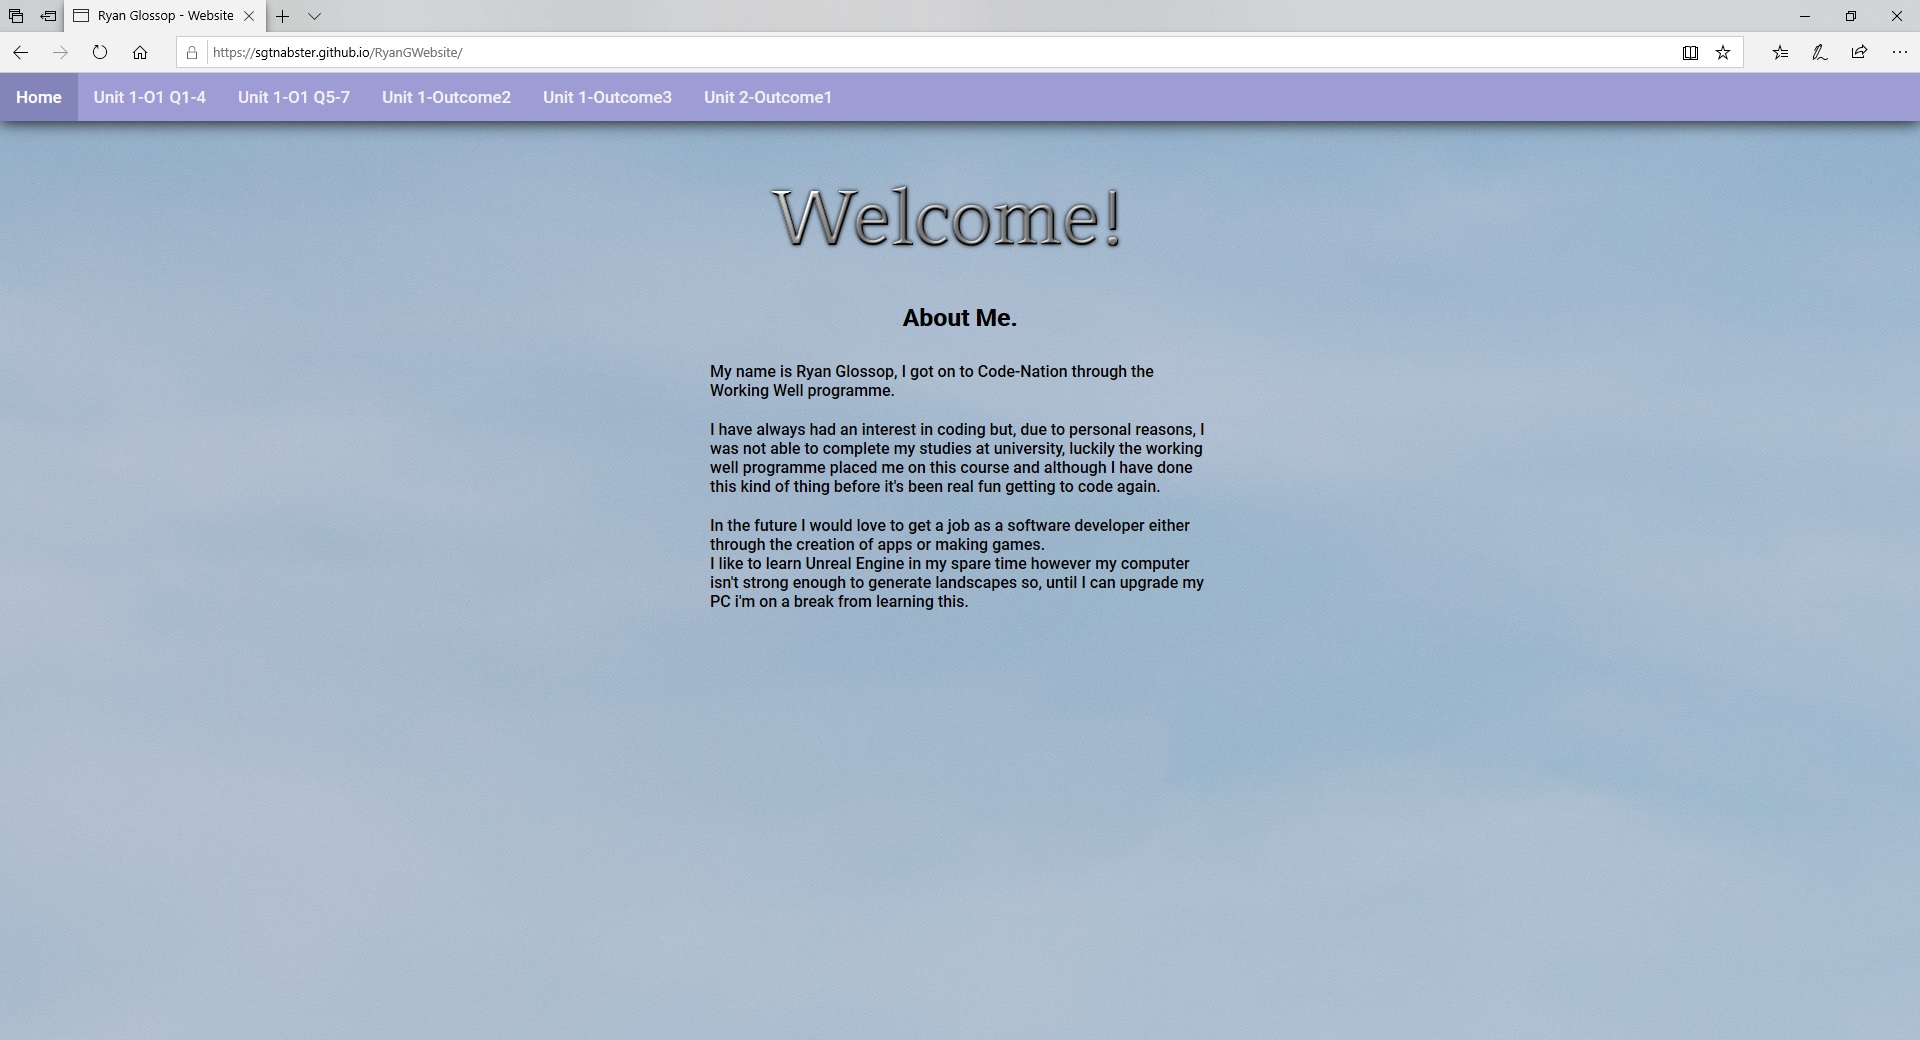 Ryan Glossop - Website
https://sgtnabster.github.io/RyanGWebsite/
Home Unit 1-O1 Q1-4 Unit 1-O1 Q5-7 Unit 1-Outcome2 Unit 1-Outcome3 Unit 2-Outcome1
Welcome!
About Me.
My name is Ryan Glossop, I got on to Code-Nation through the
Working Well programme.
I have always had an interest in coding but, due to personal reasons, I
was not able to complete my studies at university, luckily the working
well programme placed me on this course and although I have done
this kind of thing before it's been real fun getting to code again.
In the future I would love to get a job as a software developer either
through the creation of apps or making games.
I like to learn Unreal Engine in my spare time however my computer
isn't strong enough to generate landscapes so, until I can upgrade my
PC i'm on a break from learning this.